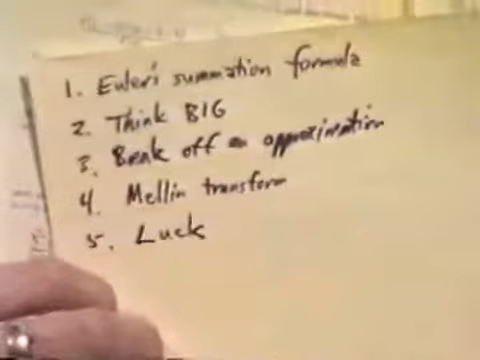 1. Euler's summation formula
2. Think BIG
3. Break off an approximation
4. Mellin transform
5. Luck